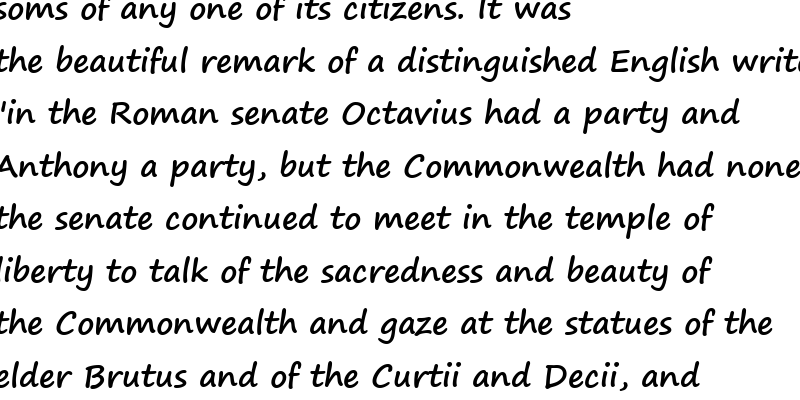 soms of any one of its citizens. It was
the beautiful remark of a distinguished English
"in the Roman senate Octavius had a party and
Anthony a party, but the Commonwealth had none
the senate continued to meet in the temple of
liberty to talk of the sacredness and beauty of
the Commonwealth and gaze at the statues of the
elder Brutus and of the Curtii and Decii, and